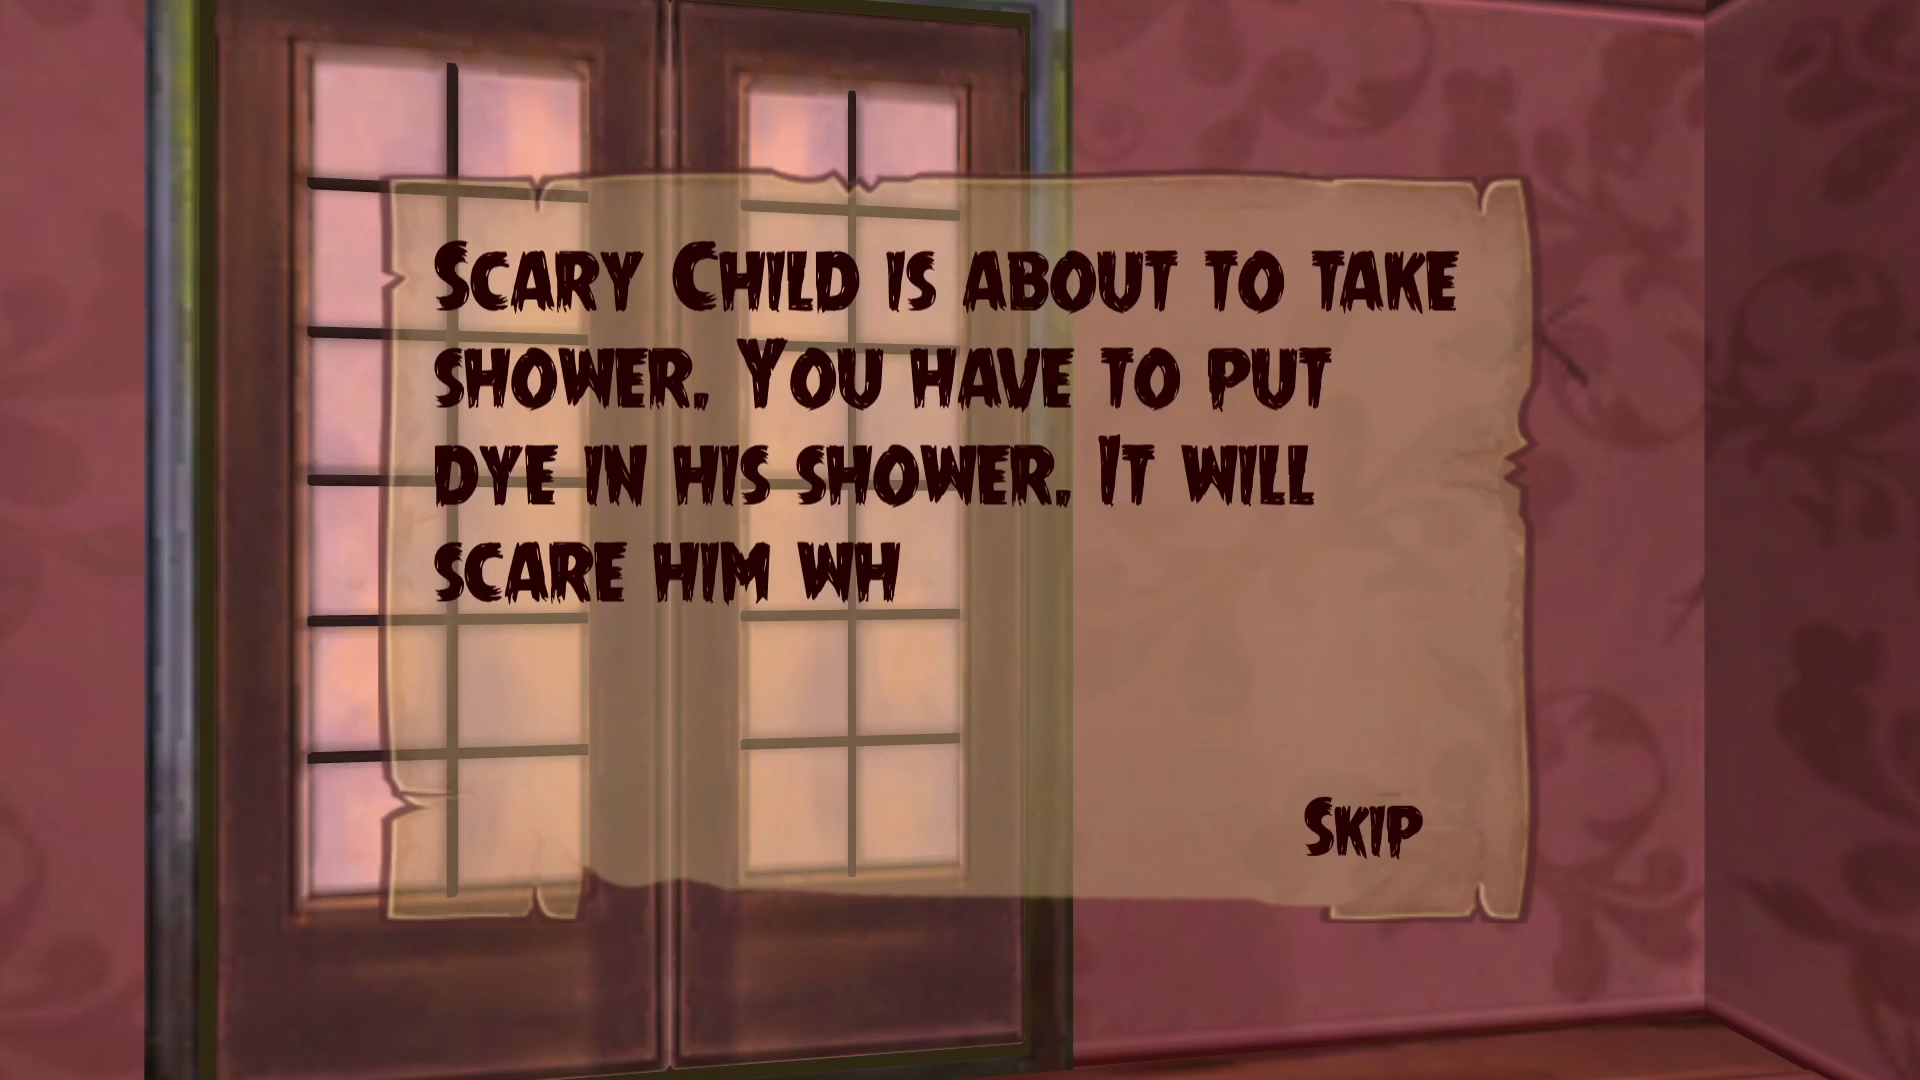 Scary Child is about to take
shower. You have to put
dye in his shower. It will
scare him wh
Skip